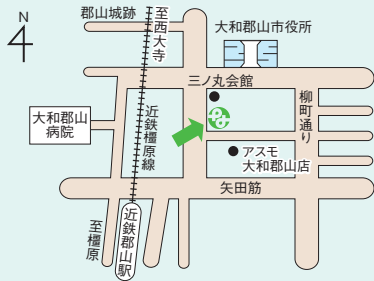 N
郡山城跡
至西大寺
大和郡山市役所
三ノ丸会館
柳町通り
大和郡山
病院
近鉄橿原線
アスモ
大和郡山店
矢田筋
至橿原
近鉄郡山駅